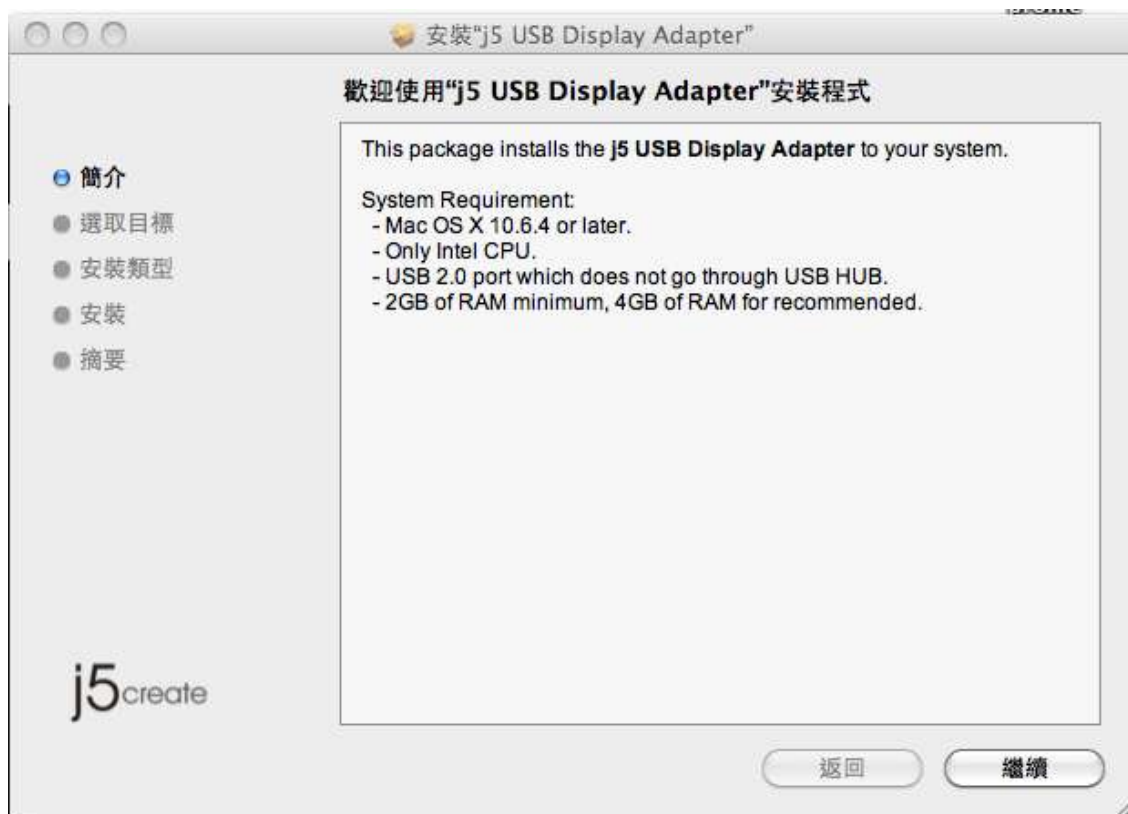 安裝"j5 USB Display Adapter"
歡迎使用“j5 USB Display Adapter”安裝程式
簡介
選取目標
安裝類型
安裝
摘要
This package installs the j5 USB Display Adapter to your system.
System Requirement:
- Mac OS X 10.6.4 or later.
- Only Intel CPU.
- USB 2.0 port which does not go through USB HUB.
- 2GB of RAM minimum, 4GB of RAM for recommended.
j5create
返回
繼續